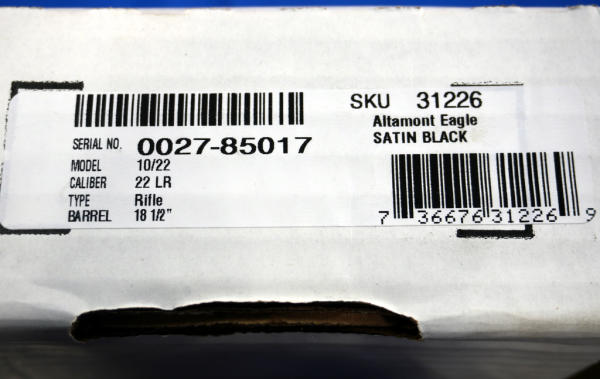 SKU 31226
Altamont Eagle
SATIN BLACK
SERIAL NO. 0027-85017
MODEL 10/22
CALIBER 22 LR
TYPE Rifle
BARREL 18 1/2"
7 36676 31226 9